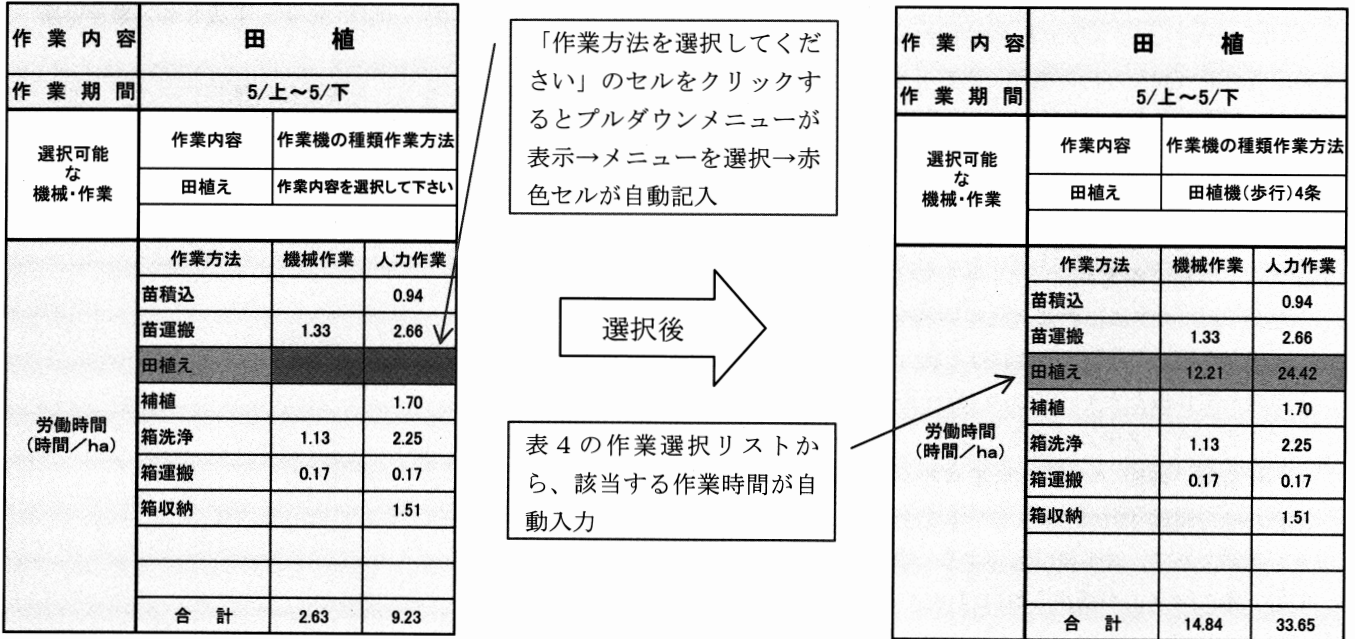 作業内容 田植
作業期間 5/上～5/下
選択可能
な
機械・作業
作業内容 作業機の種類作業方法
田植え 作業内容を選択して下さい
労働時間
(時間／ha)
作業方法 機械作業 人力作業
苗積込 0.94
苗運搬 1.33 2.66
田植え
補植 1.70
箱洗浄 1.13 2.25
箱運搬 0.17 0.17
箱収納 1.51
合計 2.63 9.23
「作業方法を選択してくだ
さい」のセルをクリックす
るとプルダウンメニューが
表示→メニューを選択→赤
色セルが自動記入
選択後
表４の作業選択リストか
ら、該当する作業時間が自
動入力
作業内容 田植
作業期間 5/上～5/下
選択可能
な
機械・作業
作業内容 作業機の種類作業方法
田植え 田植機(歩行)4条
労働時間
(時間／ha)
作業方法 機械作業 人力作業
苗積込 0.94
苗運搬 1.33 2.66
田植え 12.21 24.42
補植 1.70
箱洗浄 1.13 2.25
箱運搬 0.17 0.17
箱収納 1.51
合計 14.84 33.65